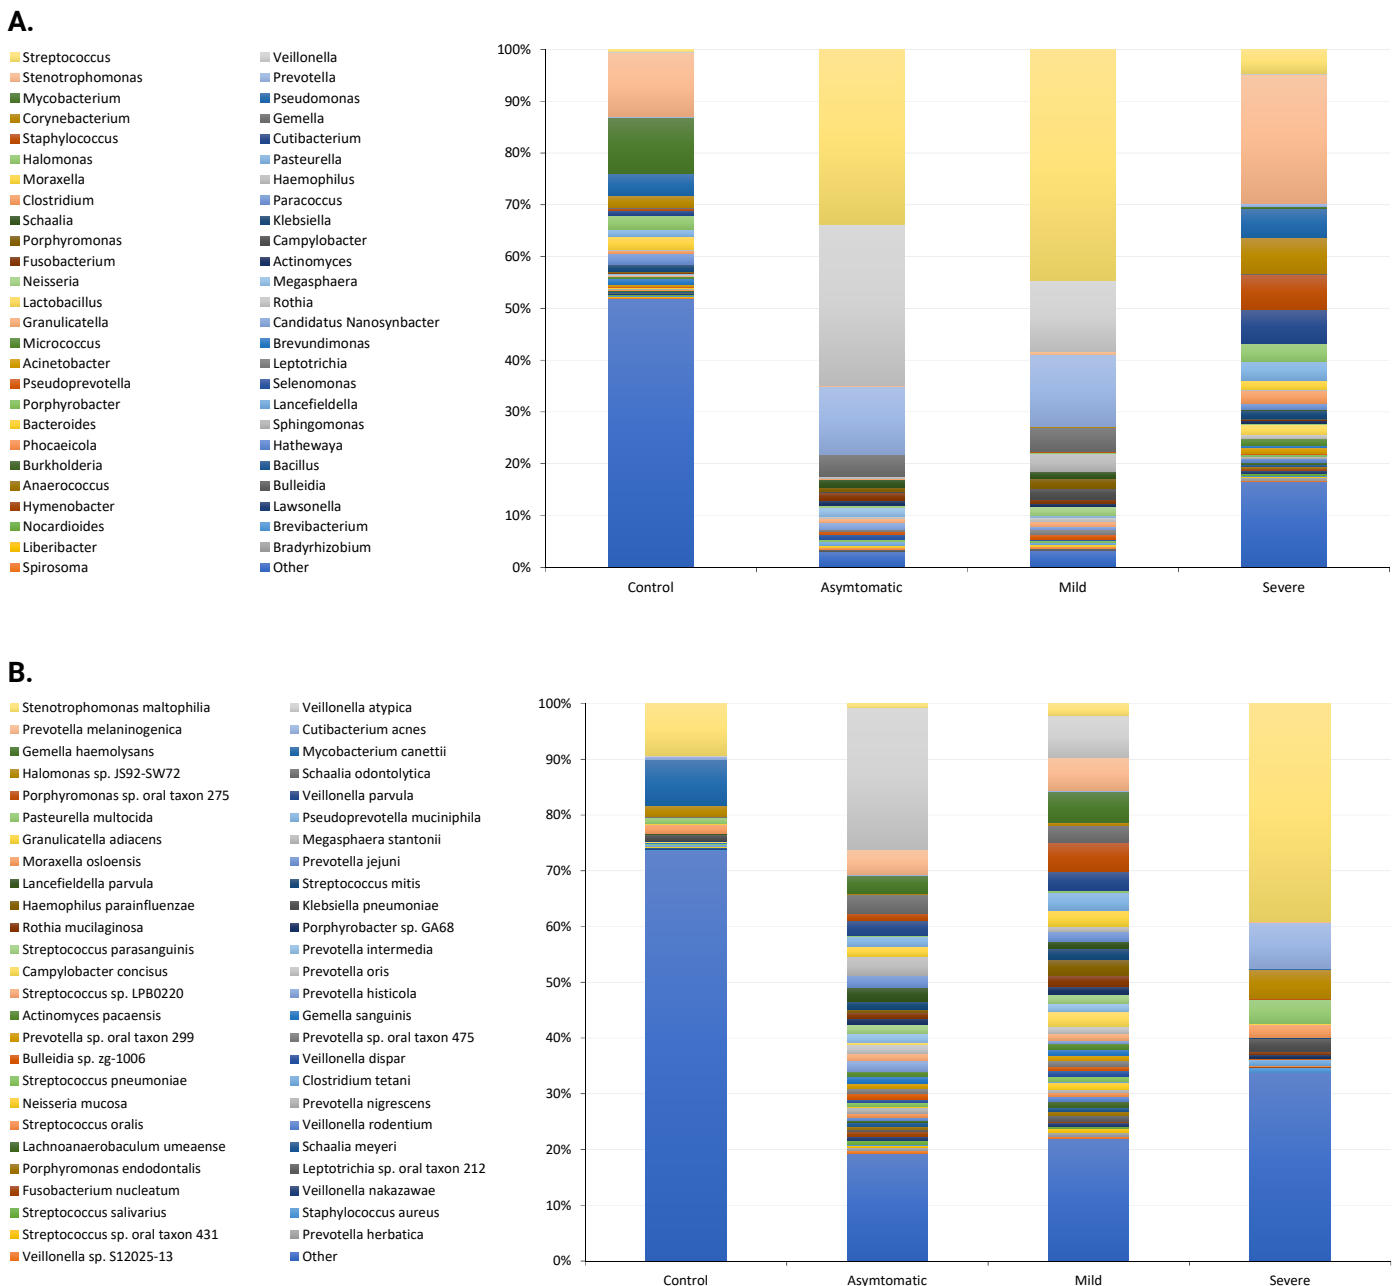 A.
Streptococcus
Veillonella
Stenotrophomonas
Prevotella
Mycobacterium
Pseudomonas
Corynebacterium
Gemella
Staphylococcus
Cutibacterium
Halomonas
Pasteurella
Moraxella
Haemophilus
Clostridium
Paracoccus
Schaalia
Klebsiella
Porphyromonas
Campylobacter
Fusobacterium
Actinomyces
Neisseria
Megasphaera
Lactobacillus
Rothia
Granulicatella
Candidatus Nanosynbacter
Micrococcus
Brevundimonas
Acinetobacter
Leptotrichia
Pseudoprevotella
Selenomonas
Porphyrobacter
Lancefieldella
Bacteroides
Sphingomonas
Phocaeicola
Hathewaya
Burkholderia
Bacillus
Anaerococcus
Bulleidia
Hymenobacter
Lawsonella
Nocardioides
Brevibacterium
Liberibacter
Bradyrhizobium
Spirosoma
Other
100%
90%
80%
70%
60%
50%
40%
30%
20%
10%
0%
Control
Asymtomatic
Mild
Severe
B.
Stenotrophomonas maltophilia
Veillonella atypica
Prevotella melaninogenica
Cutibacterium acnes
Gemella haemolysans
Mycobacterium canettii
Halomonas sp. JS92-SW72
Schaalia odontolytica
Porphyromonas sp. oral taxon 275
Veillonella parvula
Pasteurella multocida
Pseudoprevotella muciniphila
Granulicatella adiacens
Megasphaera stantonii
Moraxella osloensis
Prevotella jejuni
Lancefieldella parvula
Streptococcus mitis
Haemophilus parainfluenzae
Klebsiella pneumoniae
Rothia mucilaginosa
Porphyrobacter sp. GA68
Streptococcus parasanguinis
Prevotella intermedia
Campylobacter concisus
Prevotella oris
Streptococcus sp. LPB0220
Prevotella histicola
Actinomyces pacaensis
Gemella sanguinis
Prevotella sp. oral taxon 299
Prevotella sp. oral taxon 475
Bulleidia sp. zg-1006
Veillonella dispar
Streptococcus pneumoniae
Clostridium tetani
Neisseria mucosa
Prevotella nigrescens
Streptococcus oralis
Veillonella rodentium
Lachnoanaerobaculum umeaense
Schaalia meyeri
Porphyromonas endodontalis
Leptotrichia sp. oral taxon 212
Fusobacterium nucleatum
Veillonella nakazawae
Streptococcus salivarius
Staphylococcus aureus
Streptococcus sp. oral taxon 431
Prevotella herbatica
Veillonella sp. S12025-13
Other
100%
90%
80%
70%
60%
50%
40%
30%
20%
10%
0%
Control
Asymtomatic
Mild
Severe